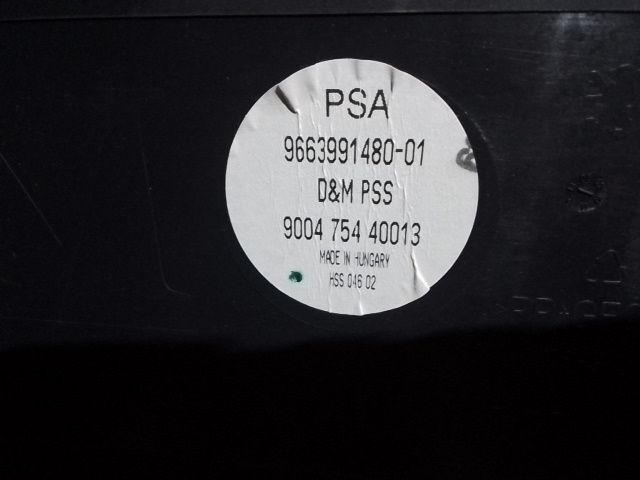 PSA
9663991480-01
D&M PSS
9004 754 40013
MADE IN HUNGARY
HSS 046 02